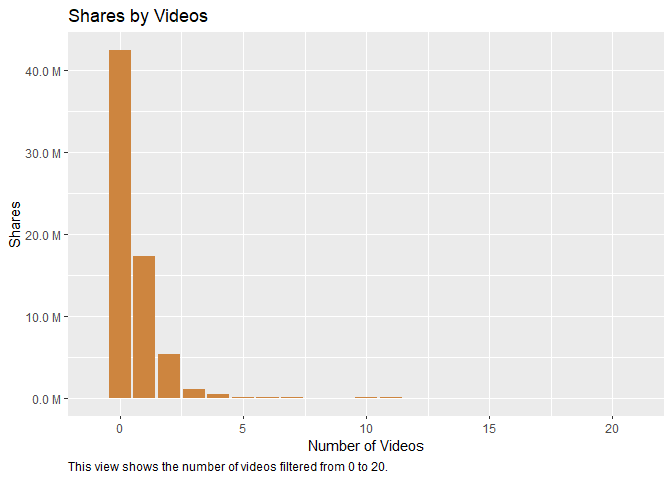 Shares by Videos
40.0 M
30.0 M
20.0 M
10.0 M
0.0 M
Shares
0 5 10 15 20
Number of Videos
This view shows the number of videos filtered from 0 to 20.